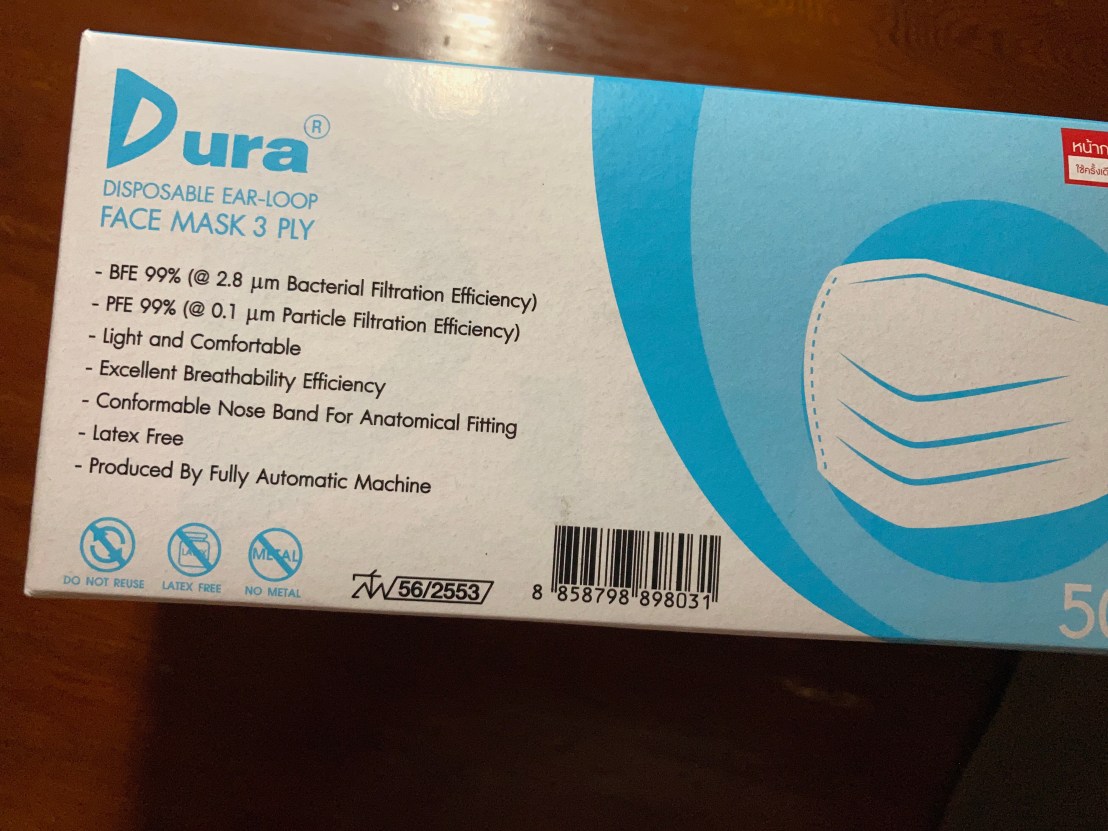 Dura®
DISPOSABLE EAR-LOOP
FACE MASK 3 PLY
- BFE 99% (@ 2.8 μm Bacterial Filtration Efficiency)
- PFE 99% (@ 0.1 μm Particle Filtration Efficiency)
- Light and Comfortable
- Excellent Breathability Efficiency
- Conformable Nose Band For Anatomical Fitting
- Latex Free
- Produced By Fully Automatic Machine
LATEX
METAL
DO NOT REUSE
LATEX FREE
NO METAL
56/2553
8 858798 898031